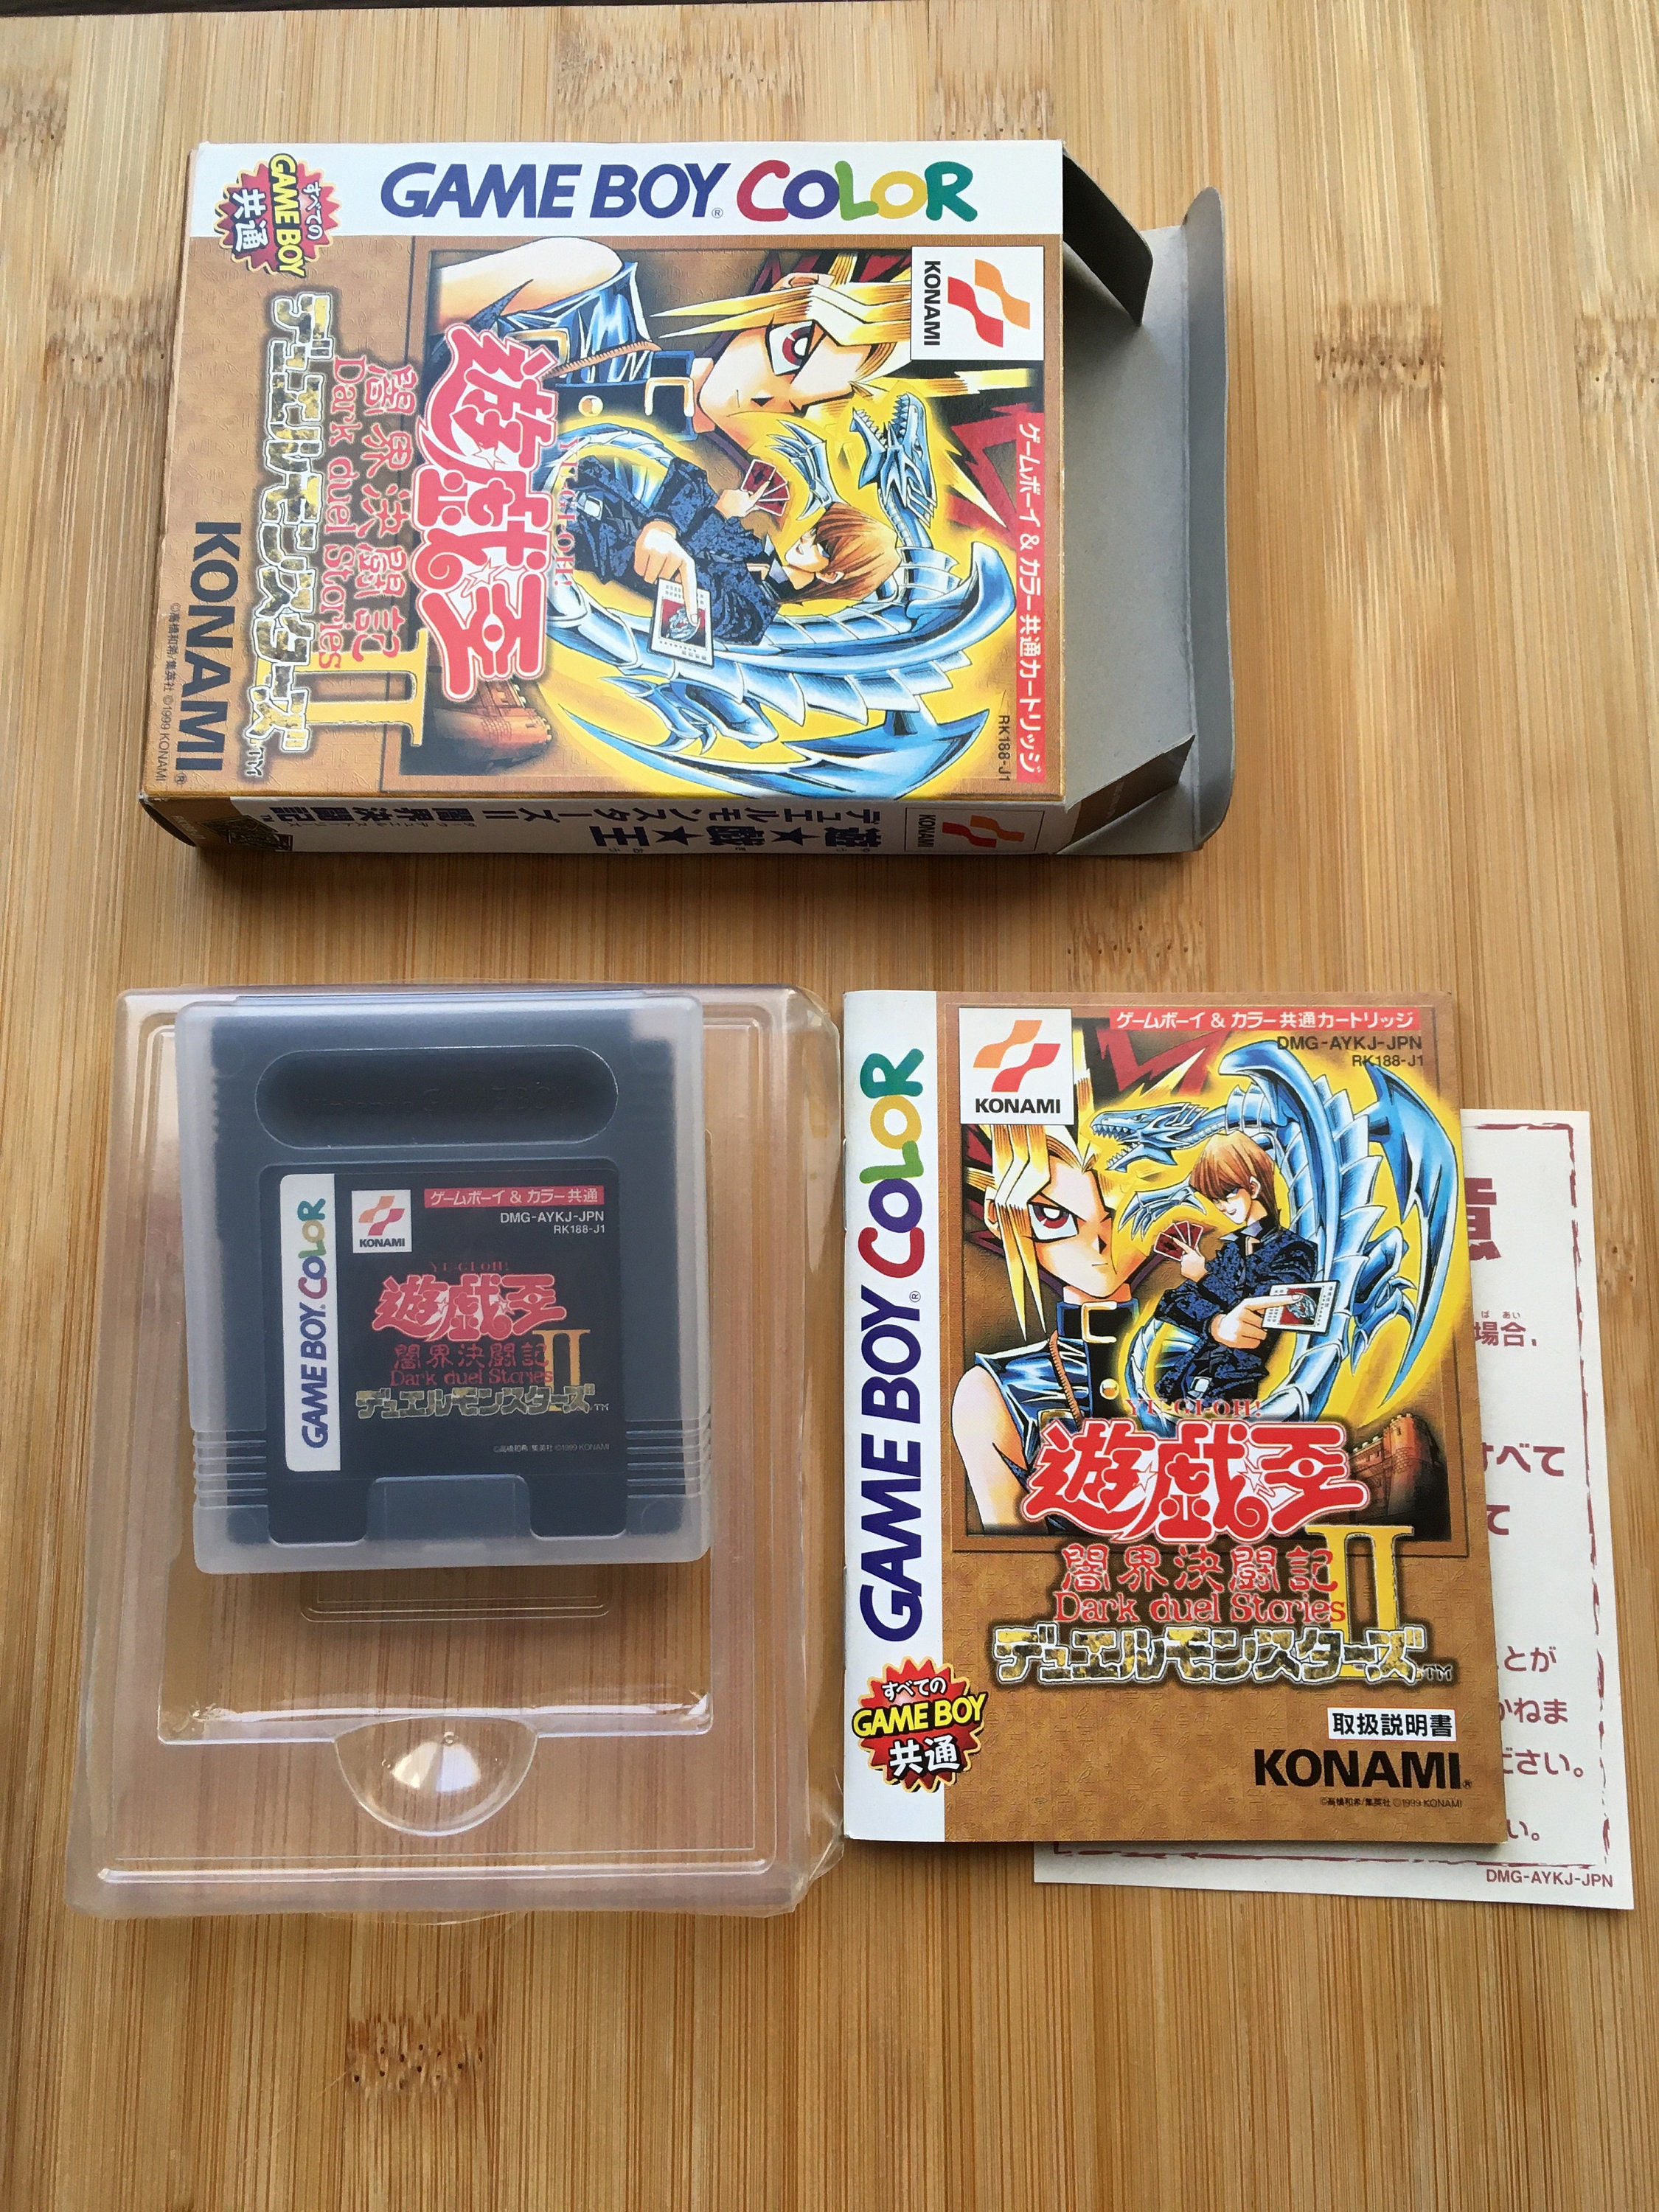 GAME BOY® COLOR
すべての
GAME BOY
共通
KONAMI
ゲームボーイ & カラー共通カートリッジ
RK188-J1
YU-GI-OH!
遊戯王
闇界決闘記
Dark duel Stories
II
デュエルモンスターズ™
KONAMI®
©高橋和希/集英社 ©1999 KONAMI
KONAMI
遊★戯★王
デュエルモンスターズII 闇界決闘記™
GAME BOY® COLOR
KONAMI
ゲームボーイ & カラー共通
DMG-AYKJ-JPN
RK188-J1
YU-GI-OH!
遊戯王
闇界決闘記
Dark duel Stories
II
デュエルモンスターズ™
©高橋和希/集英社 ©1999 KONAMI
GAME BOY® COLOR
KONAMI
ゲームボーイ & カラー共通カートリッジ
DMG-AYKJ-JPN
RK188-J1
YU-GI-OH!
遊戯王
闇界決闘記
Dark duel Stories
II
デュエルモンスターズ™
すべての
GAME BOY
共通
取扱説明書
KONAMI®
©高橋和希/集英社 ©1999 KONAMI
場合、
すべて
て
とが
かねま
ださい。
い。
DMG-AYKJ-JPN